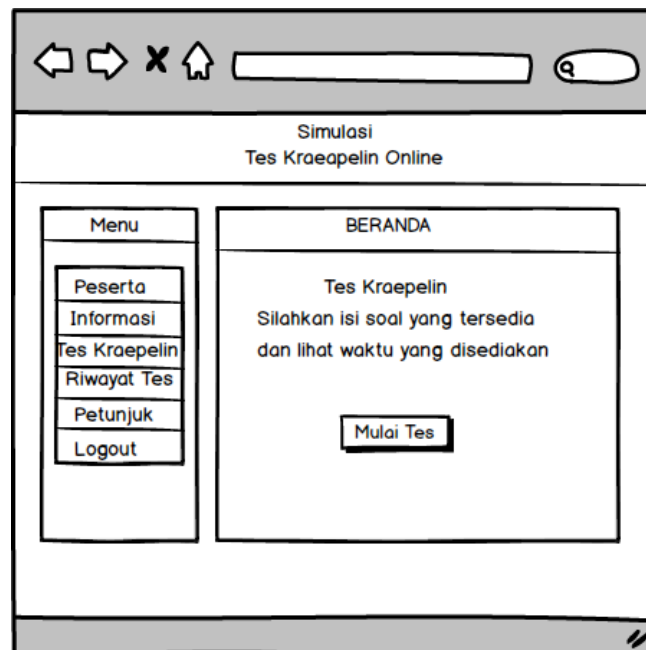 Simulasi
Tes Kraeapelin Online
Menu
Peserta
Informasi
Tes Kraepelin
Riwayat Tes
Petunjuk
Logout
BERANDA
Tes Kraepelin
Silahkan isi soal yang tersedia
dan lihat waktu yang disediakan
Mulai Tes